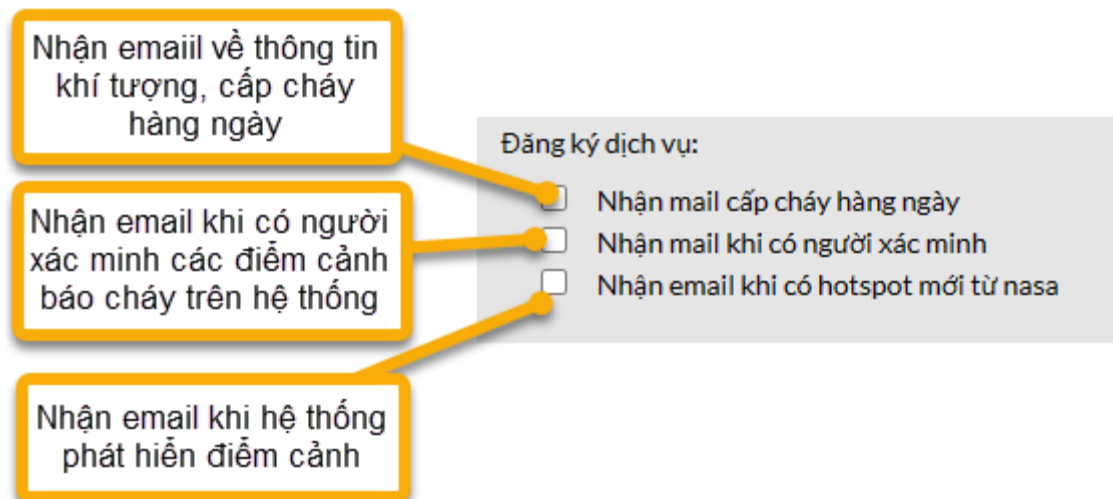 Nhận emaiil về thông tin
khí tượng, cấp cháy
hàng ngày
Đăng ký dịch vụ:
Nhận mail cấp cháy hàng ngày
Nhận mail khi có người xác minh
Nhận email khi có hotspot mới từ nasa
Nhận email khi có người
xác minh các điểm cảnh
báo cháy trên hệ thống
Nhận email khi hệ thống
phát hiễn điểm cảnh